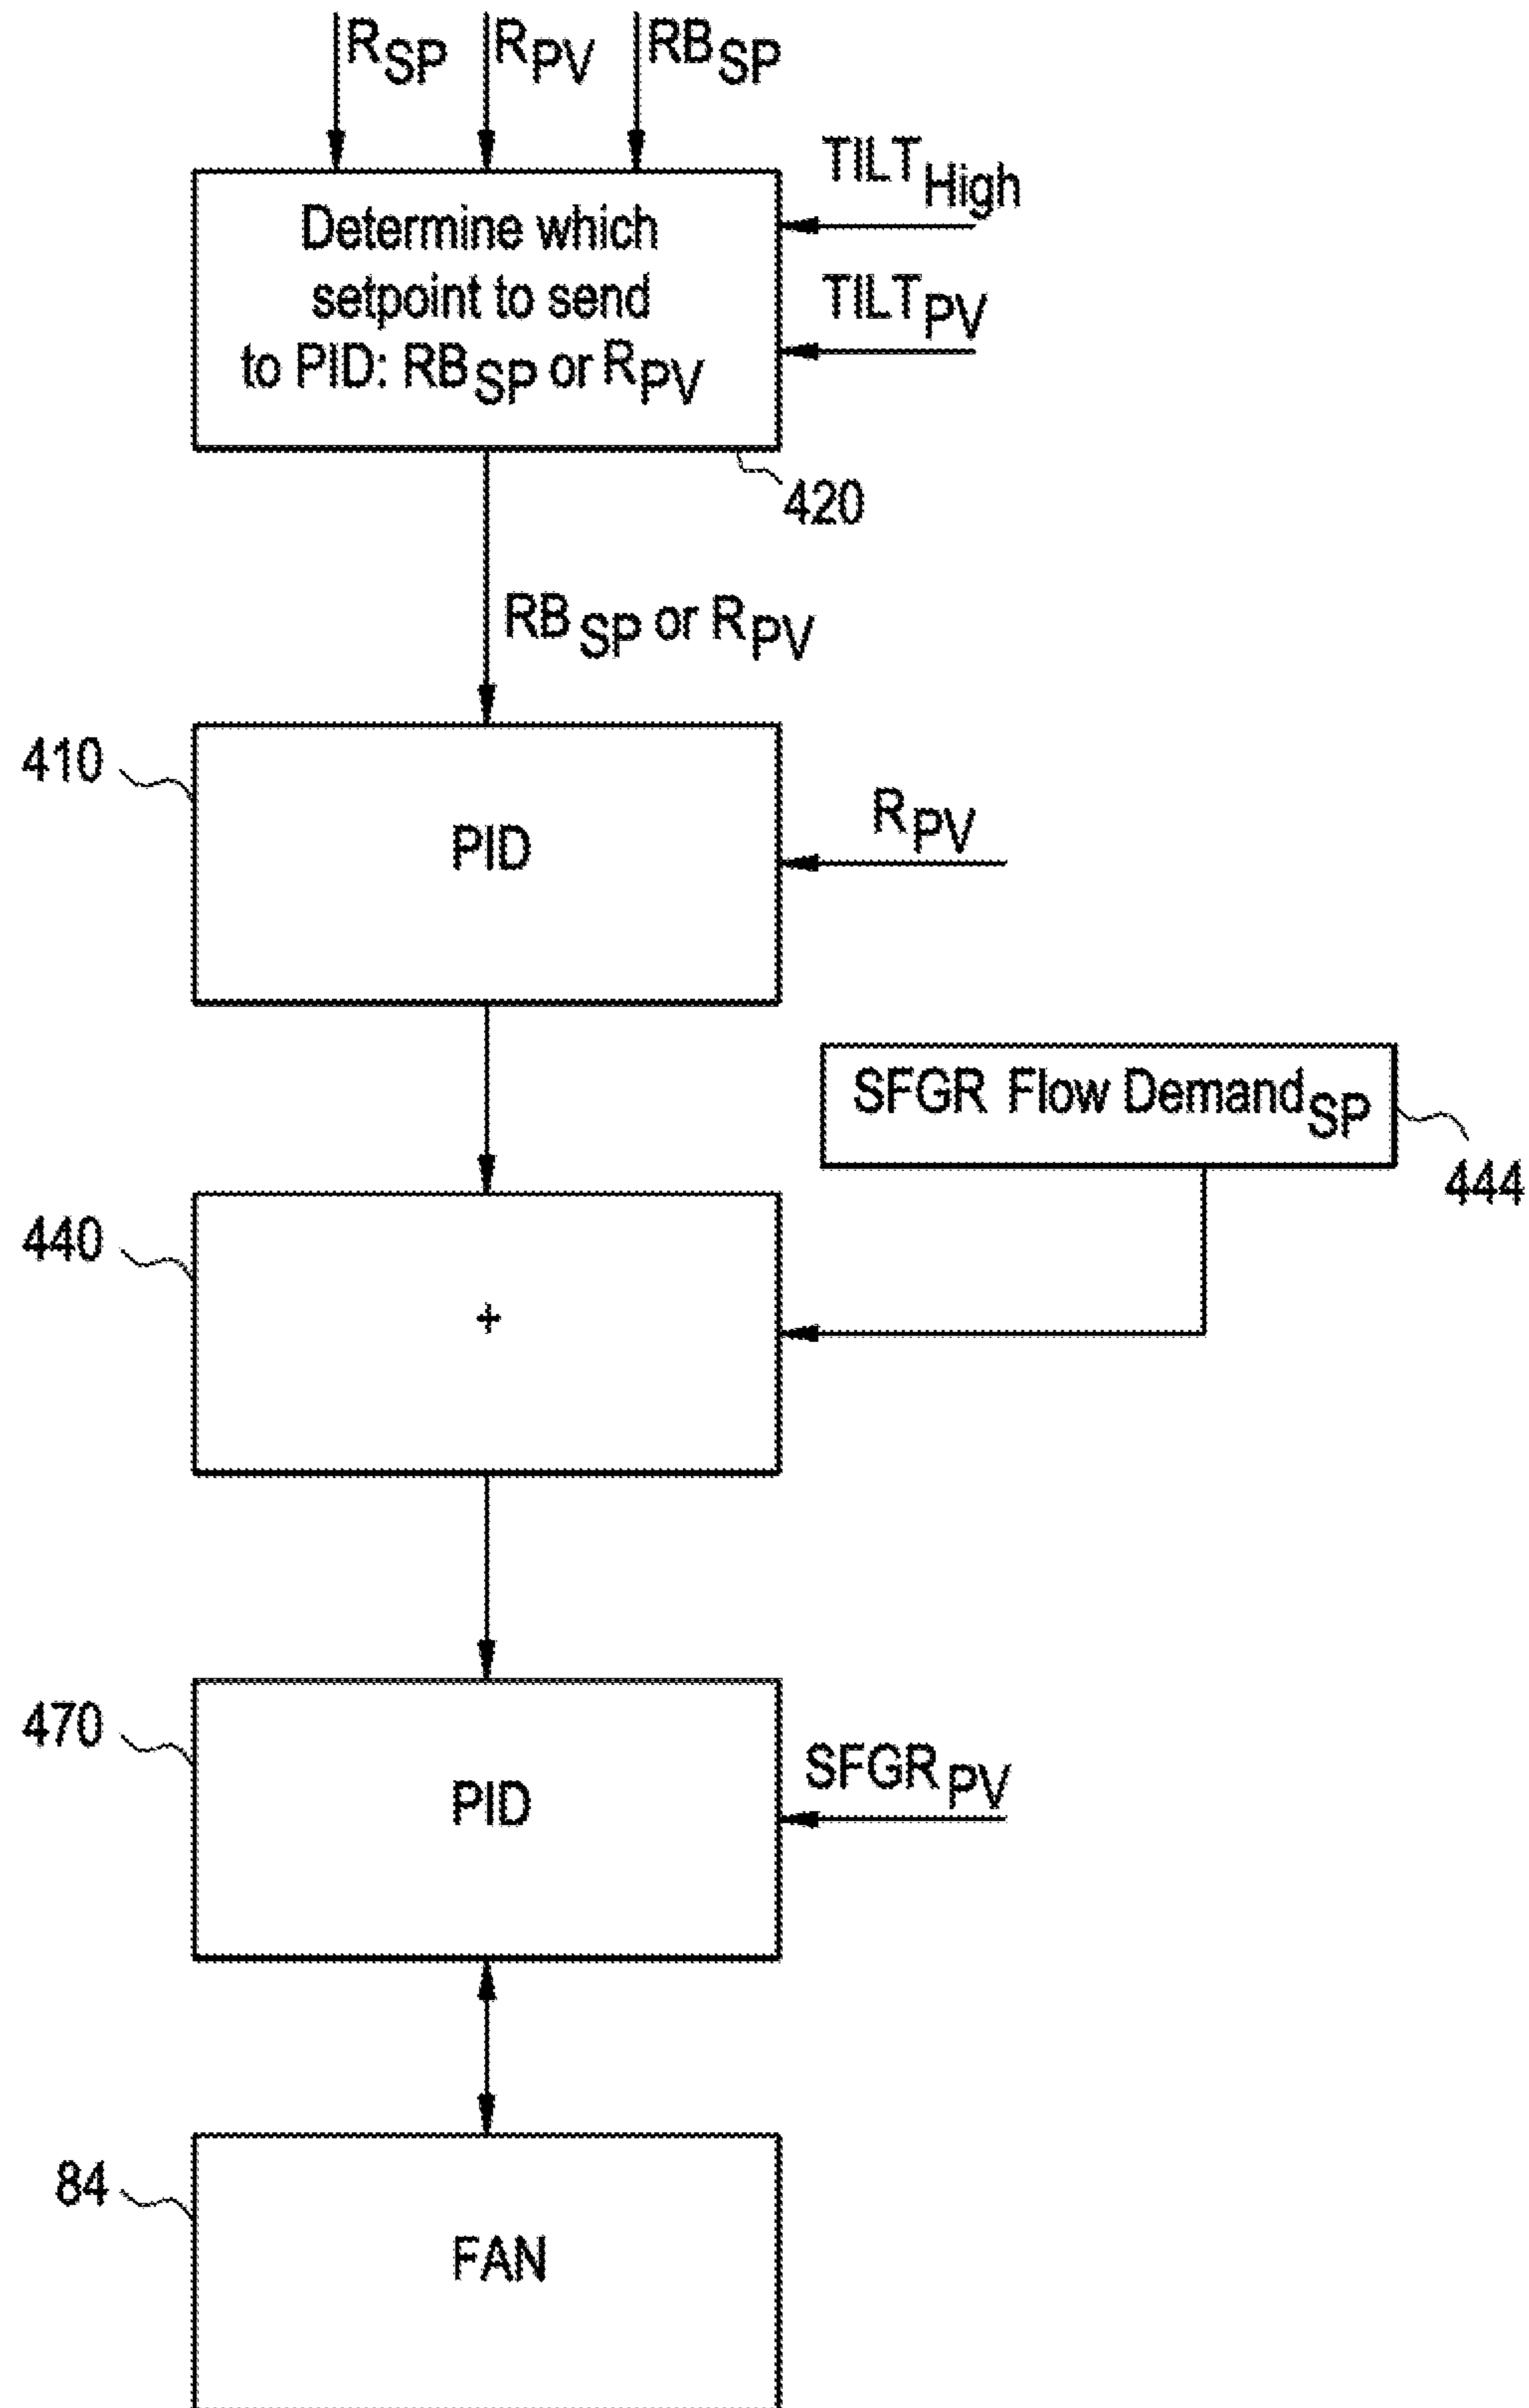 RSP RPV RBSP
TILTHigh
Determine which
setpoint to send
to PID: RBSP or RPV
TILTPV
420
RBSP or RPV
410
PID
RPV
SFGR Flow DemandSP
444
440
+
470
PID
SFGRPV
84
FAN